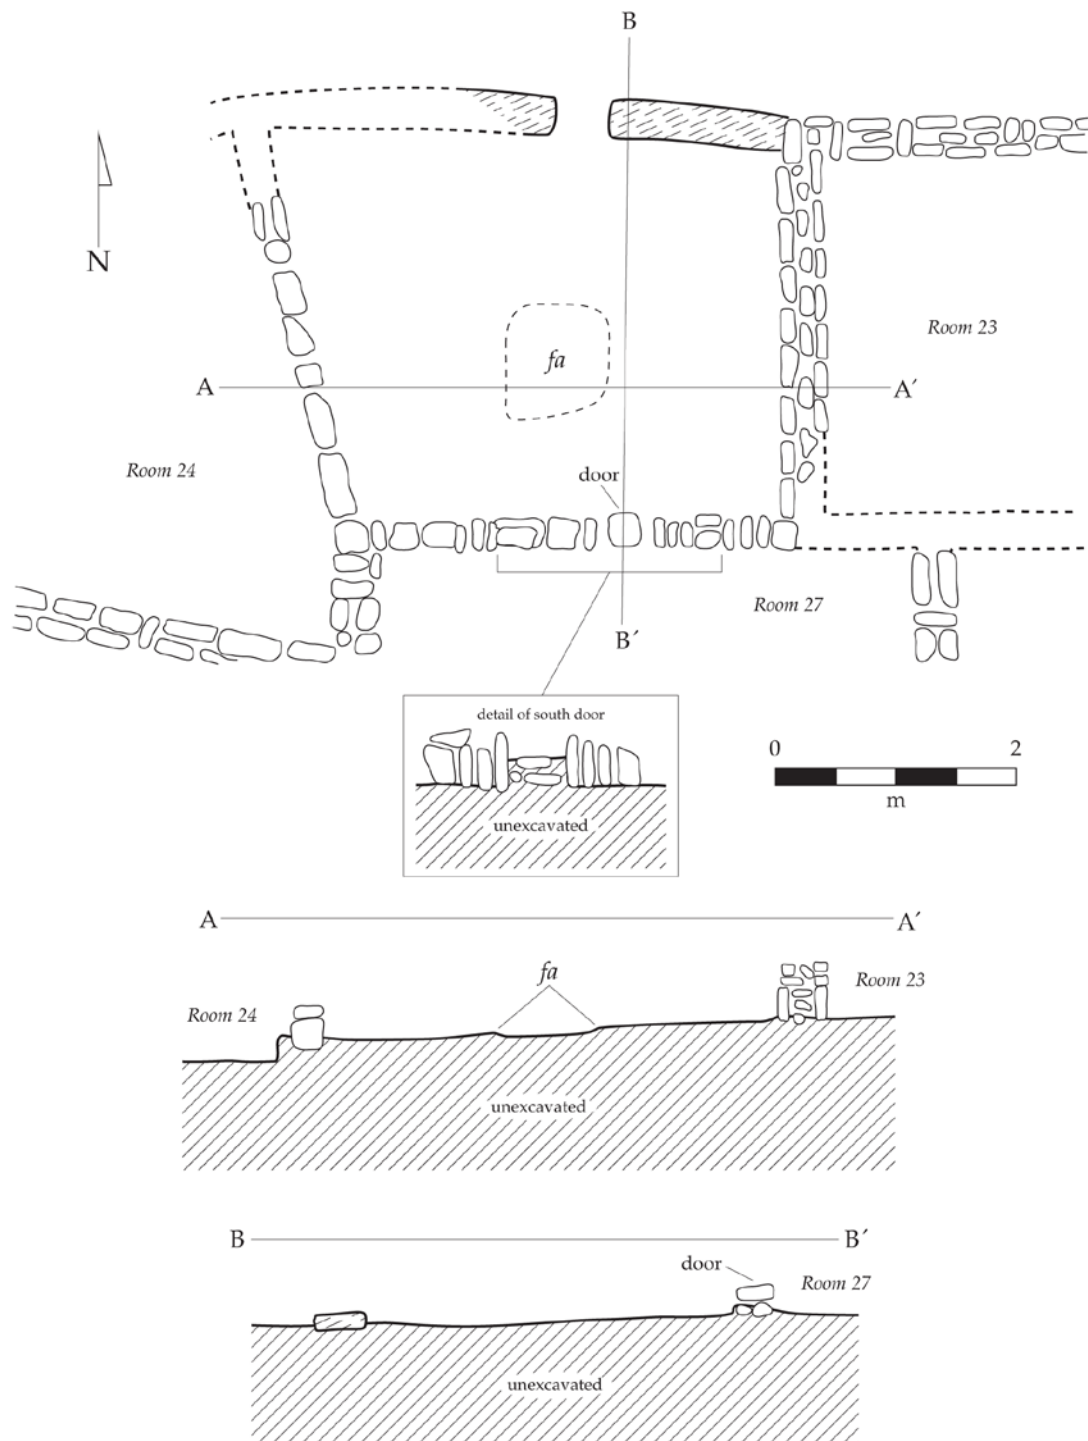 B
N
fa
Room 23
A
A′
Room 24
door
Room 27
B′
detail of south door
unexcavated
0 2
m
A
A′
fa
Room 24
Room 23
unexcavated
B
B′
door
Room 27
unexcavated